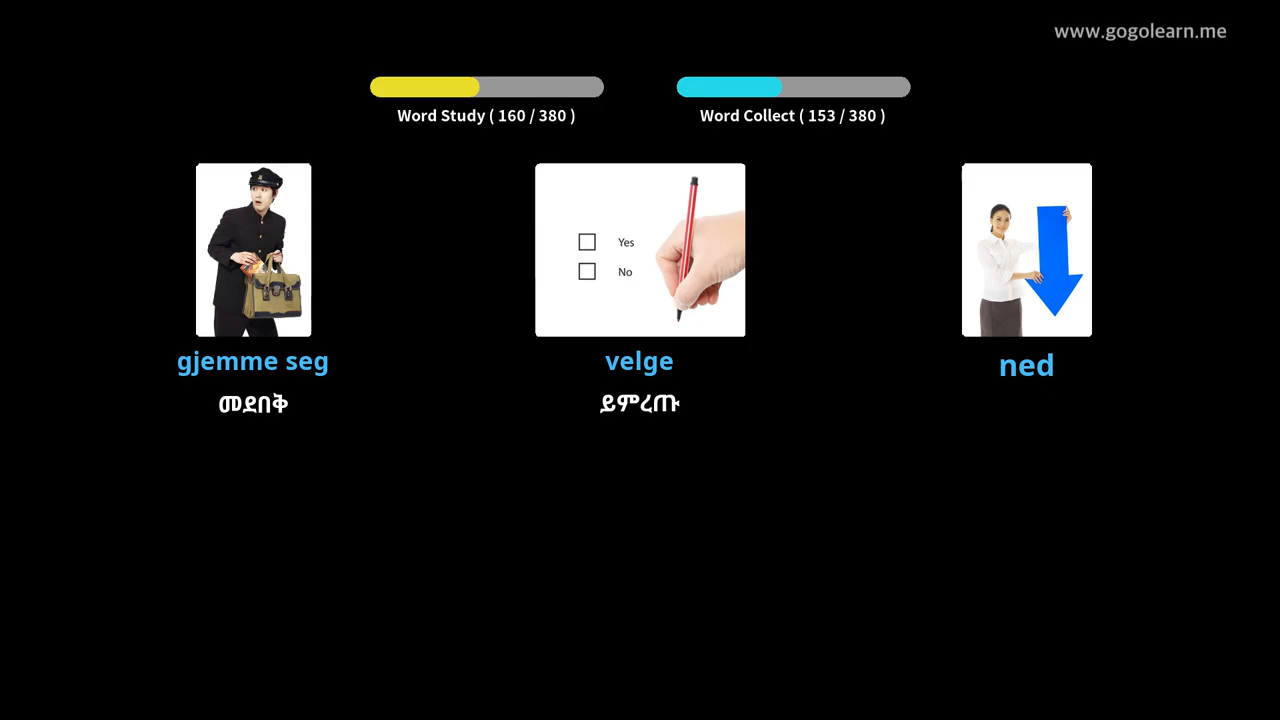 www.gogolearn.me
Word Study ( 160 / 380 )
Word Collect ( 153 / 380 )
Yes
No
gjemme seg
velge
ned
መደበቅ
ይምረጡ